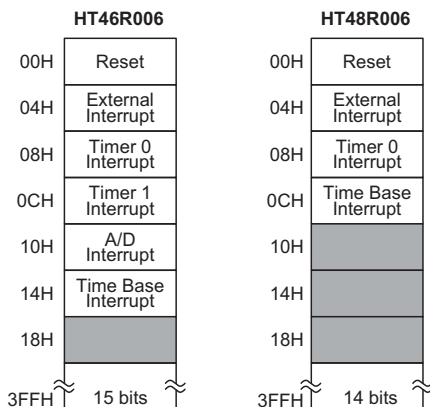 HT46R006
00H Reset
04H External
Interrupt
08H Timer 0
Interrupt
0CH Timer 1
Interrupt
10H A/D
Interrupt
14H Time Base
Interrupt
18H
3FFH 15 bits
HT48R006
00H Reset
04H External
Interrupt
08H Timer 0
Interrupt
0CH Time Base
Interrupt
10H
14H
18H
3FFH 14 bits